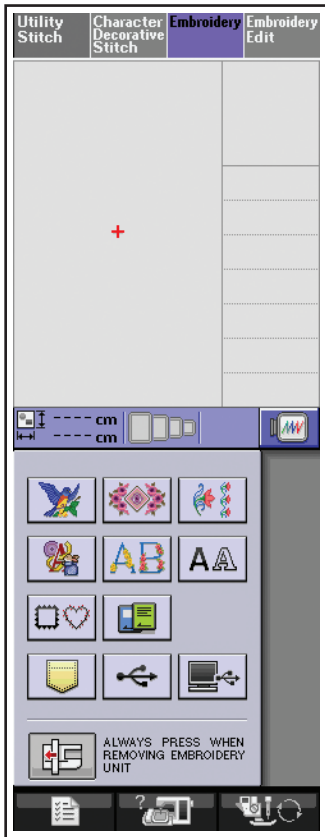 Utility Stitch
Character Decorative Stitch
Embroidery
Embroidery Edit
---- cm
---- cm
AB
AA
ALWAYS PRESS WHEN
REMOVING EMBROIDERY
UNIT
?